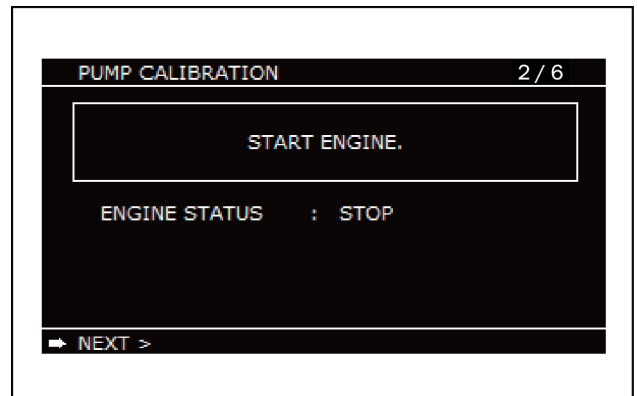 PUMP CALIBRATION 2/6
START ENGINE.
ENGINE STATUS : STOP
➡ NEXT >